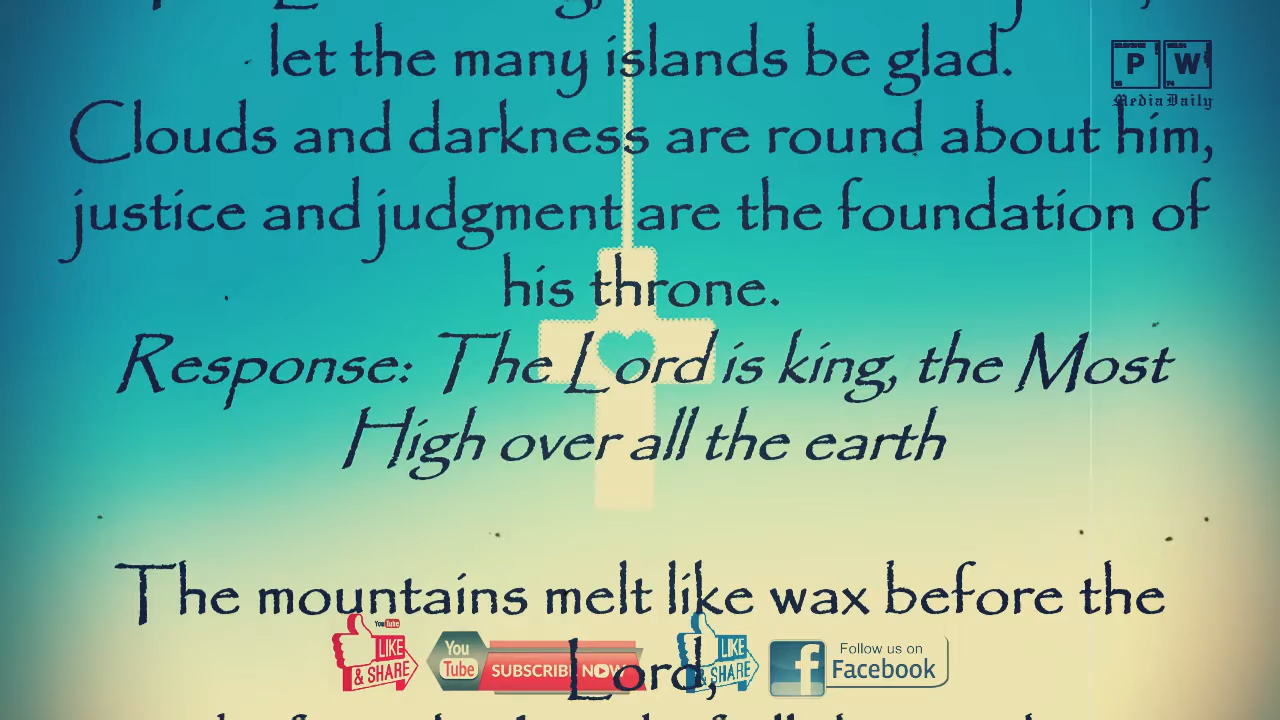 let the many islands be glad.
Clouds and darkness are round about him,
justice and judgment are the foundation of
his throne.
Response: The Lord is king, the Most
High over all the earth
The mountains melt like wax before the
Lord,
P W
Media Daily
You Tube
LIKE
& SHARE
You
Tube
SUBSCRIBE NOW
LIKE
& SHARE
Follow us on
Facebook